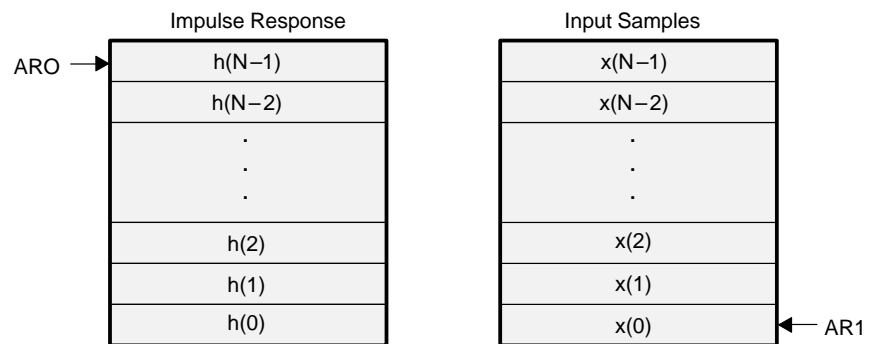 Impulse Response
ARO
h(N–1)
h(N–2)
.
.
.
h(2)
h(1)
h(0)
Input Samples
x(N–1)
x(N–2)
.
.
.
x(2)
x(1)
x(0)
AR1